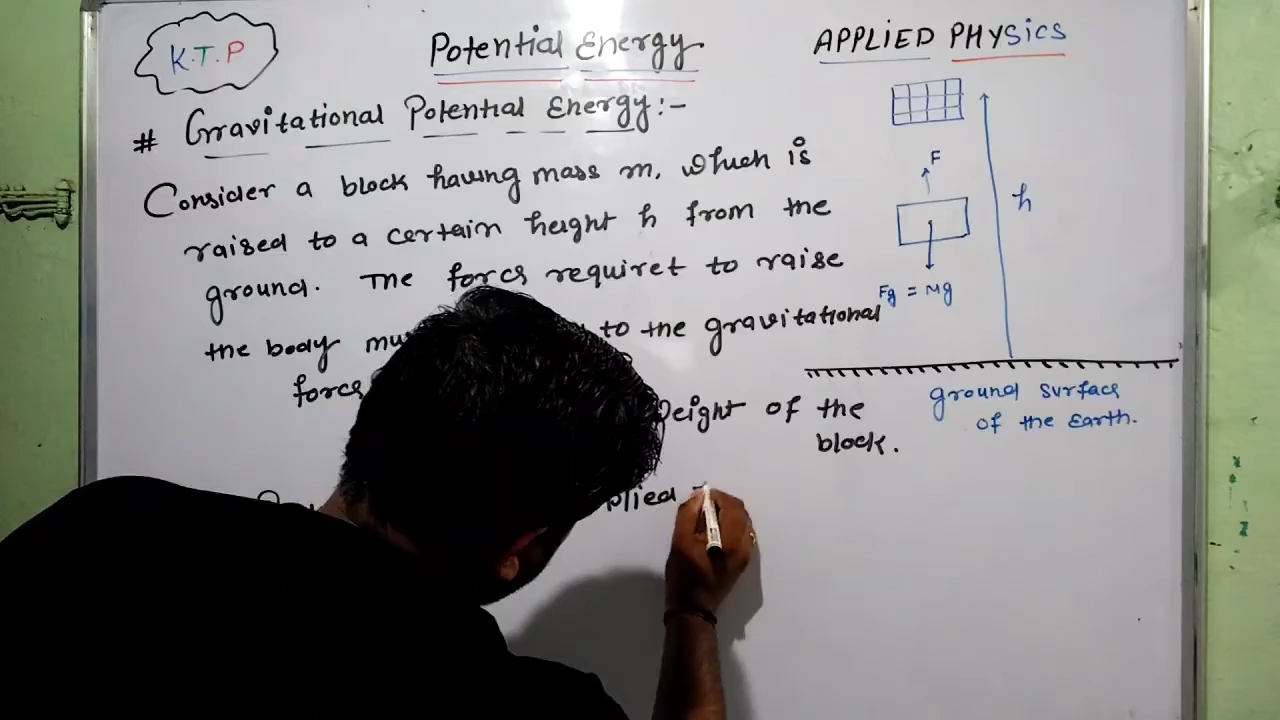 K.T.P
Potential Energy
APPLIED PHYSICS
# Gravitational Potential Energy:-
Consider a block having mass m, which is
raised to a certain height h from the
ground. The force requiret to raise
the body to the gravitational
force
weight of the
block.
F
h
Fg = Mg
ground surface
of the Earth.